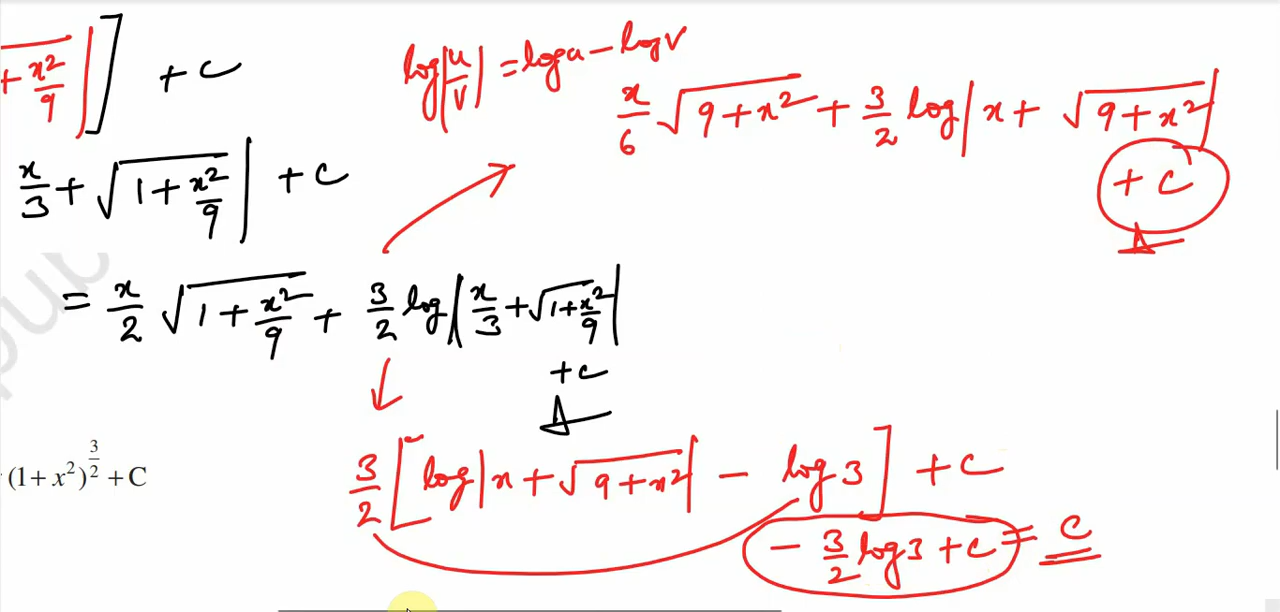 + x²/9|] + c
log|u/v| = log u - log v
x/6 √(9+x²) + 3/2 log|x + √(9+x²)|
+ c
A
x/3 + √(1+x²/9)| + c
= x/2 √(1+x²/9) + 3/2 log|x/3 + √(1+x²/9)|
+ c
A
3/2 [log|x + √(9+x²)| - log 3] + c
(1+x²)^(3/2) + C
- 3/2 log 3 + c = c